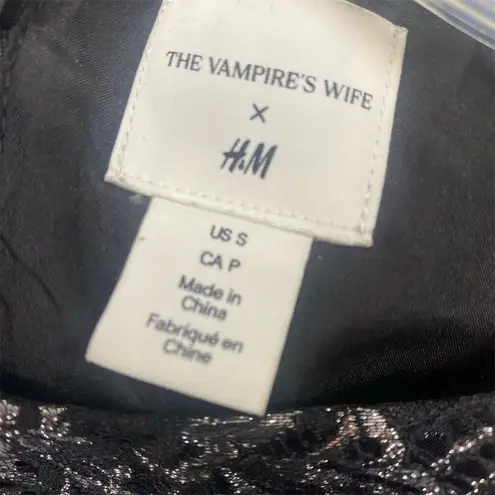 THE VAMPIRE'S WIFE
×
H&M
US S
CA P
Made in
China
Fabriqué en
Chine